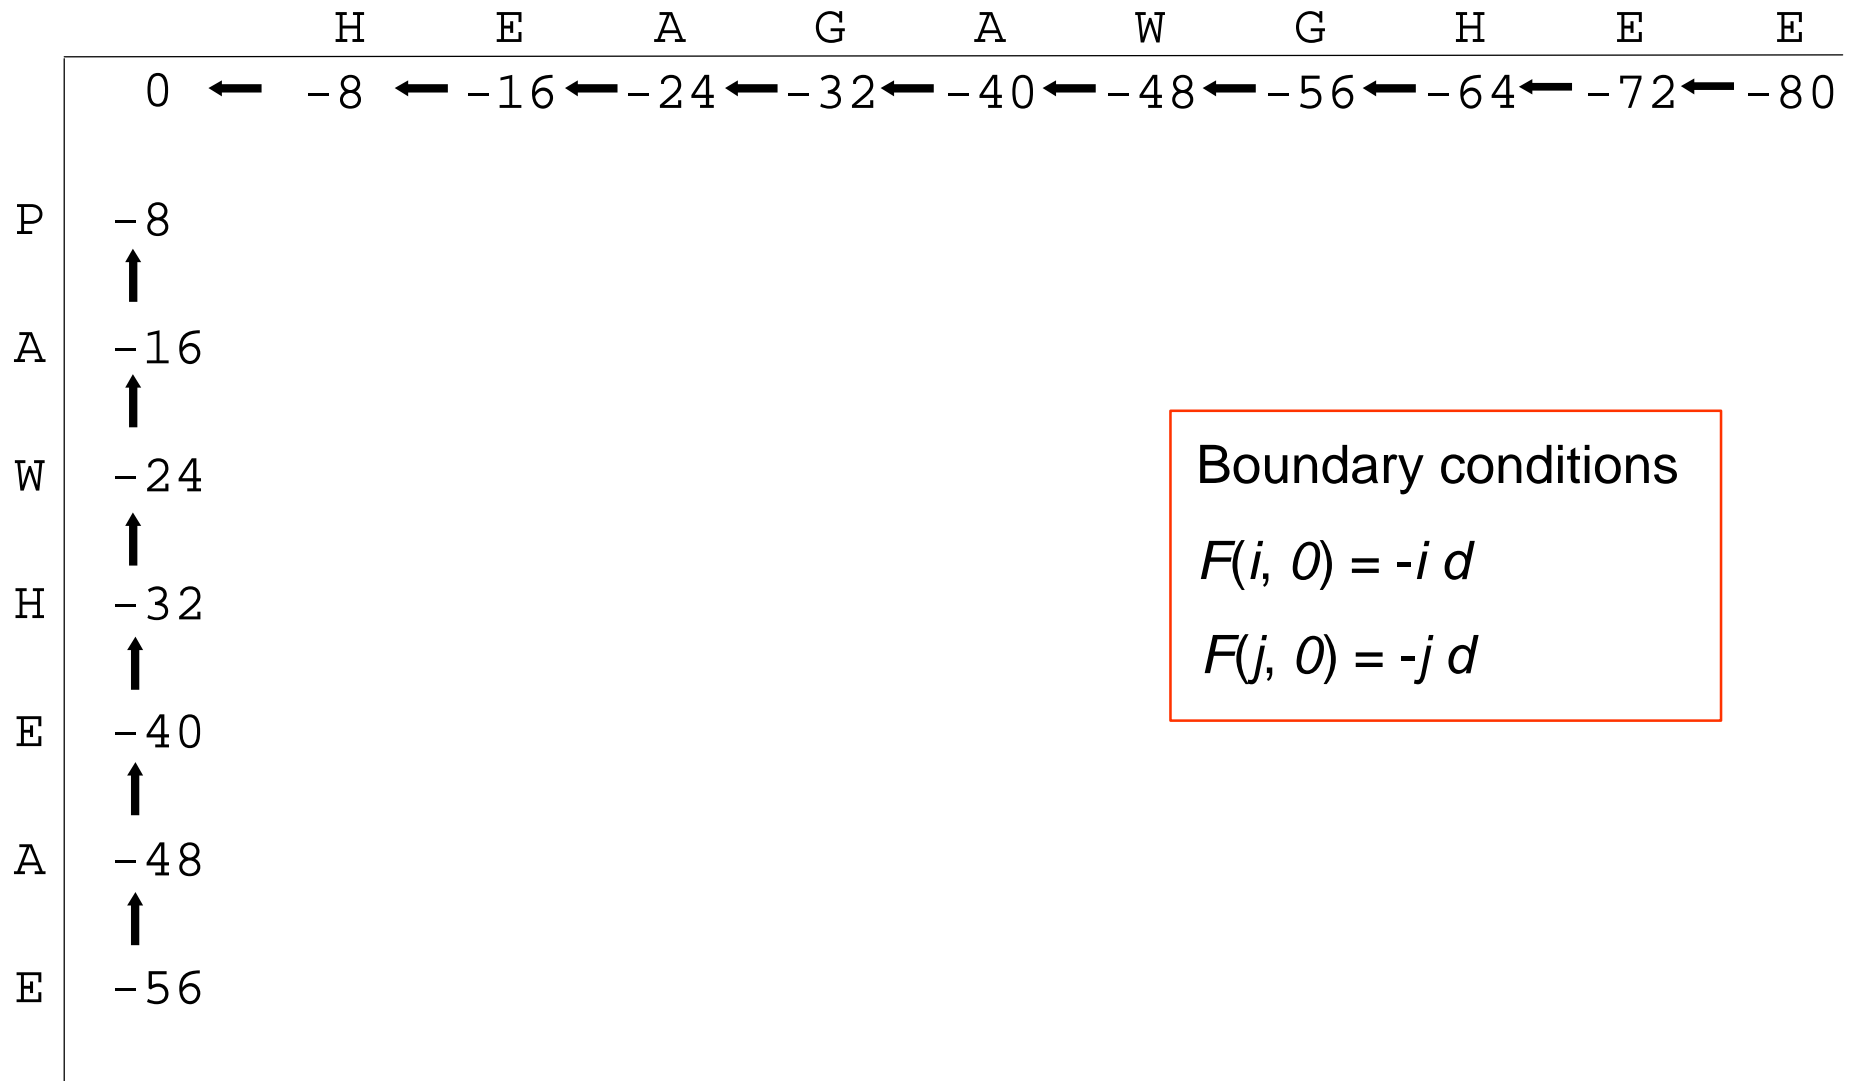 H E A G A W G H E E
0 -8 -16 -24 -32 -40 -48 -56 -64 -72 -80
P -8
A -16
W -24
H -32
E -40
A -48
E -56
Boundary conditions
F(i, 0) = -i d
F(j, 0) = -j d